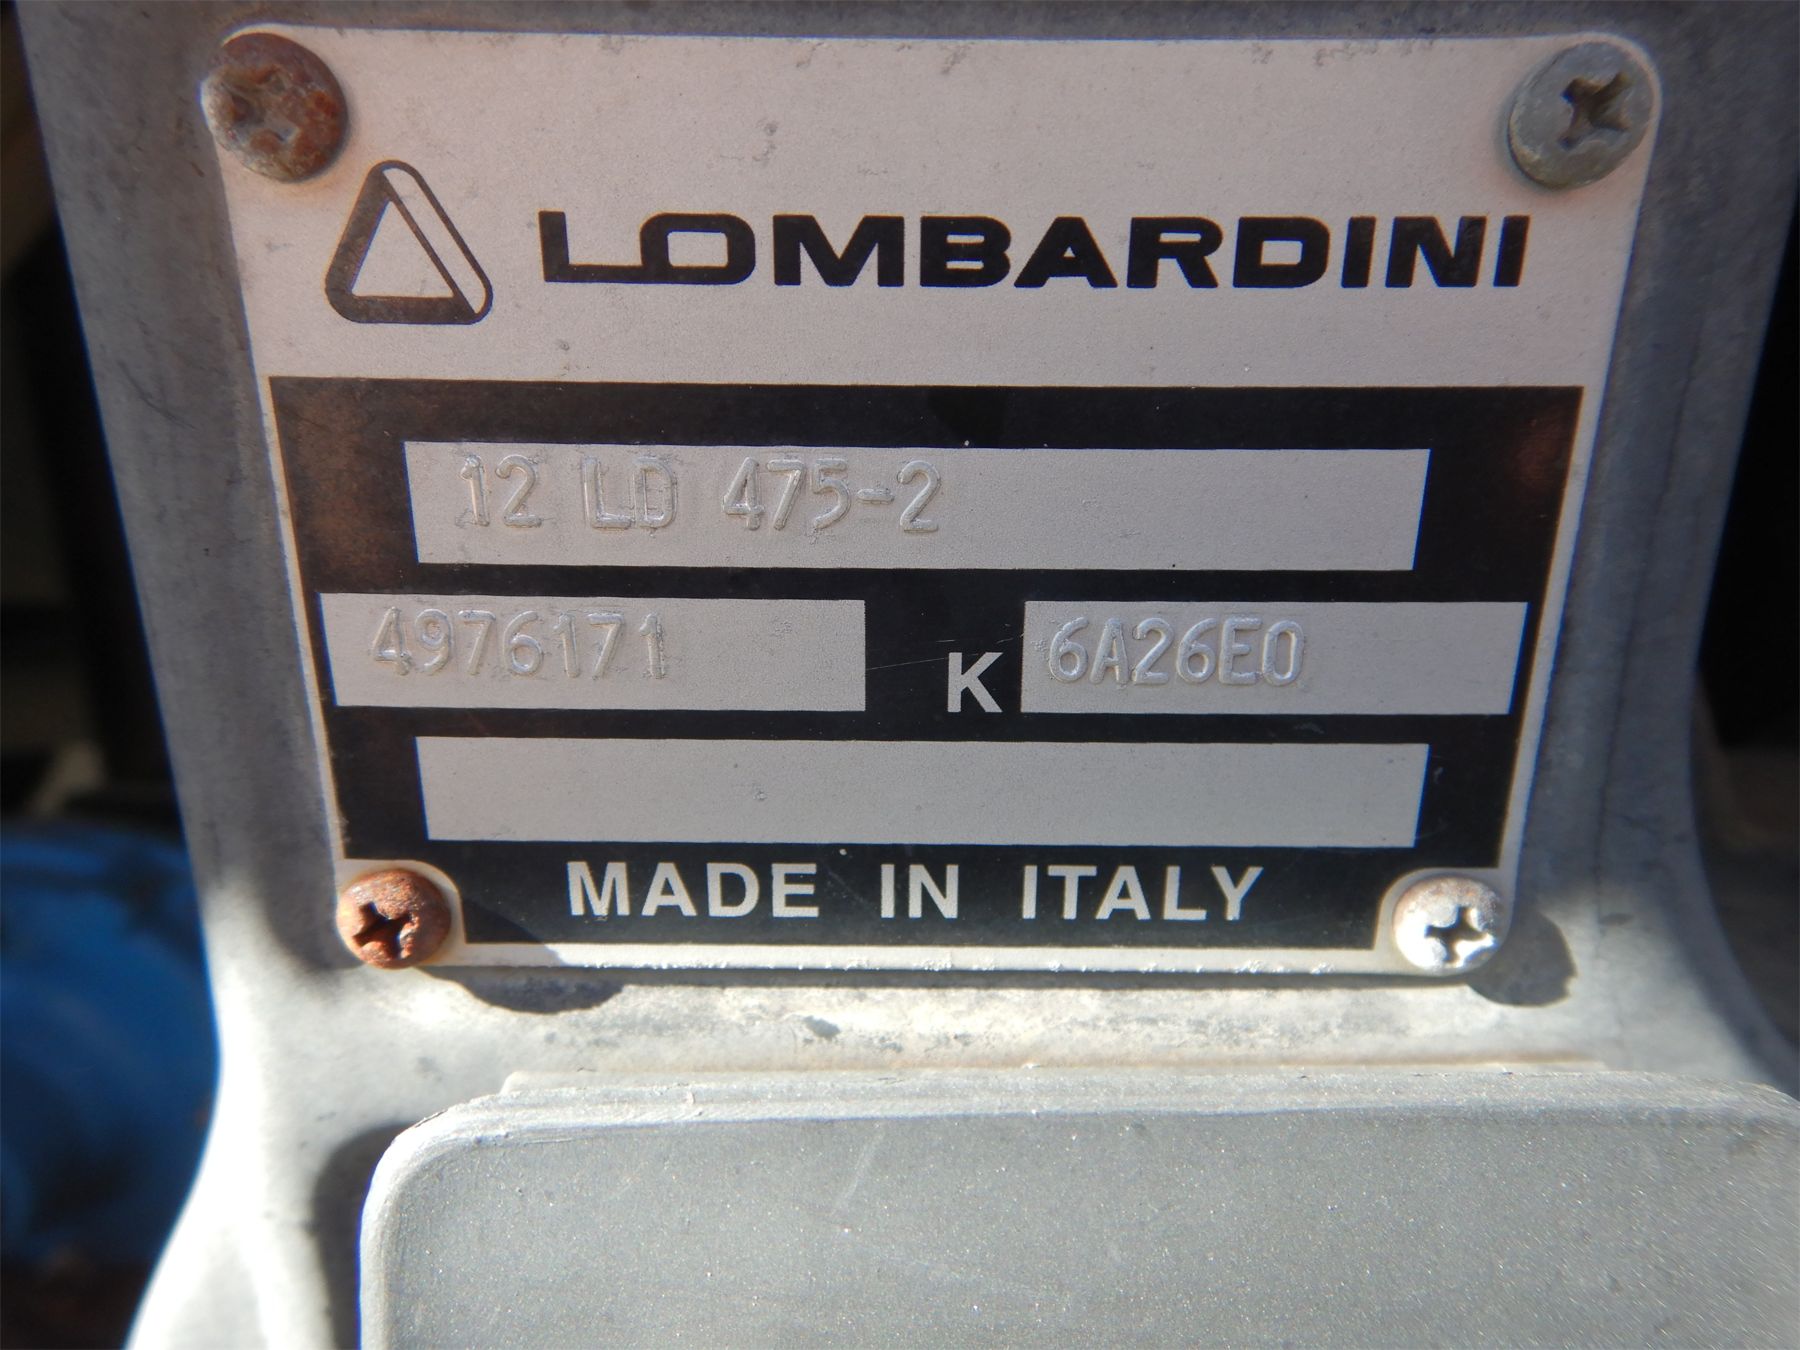 LOMBARDINI
12 LD 475-2
4976171 K 6A26E0
MADE IN ITALY